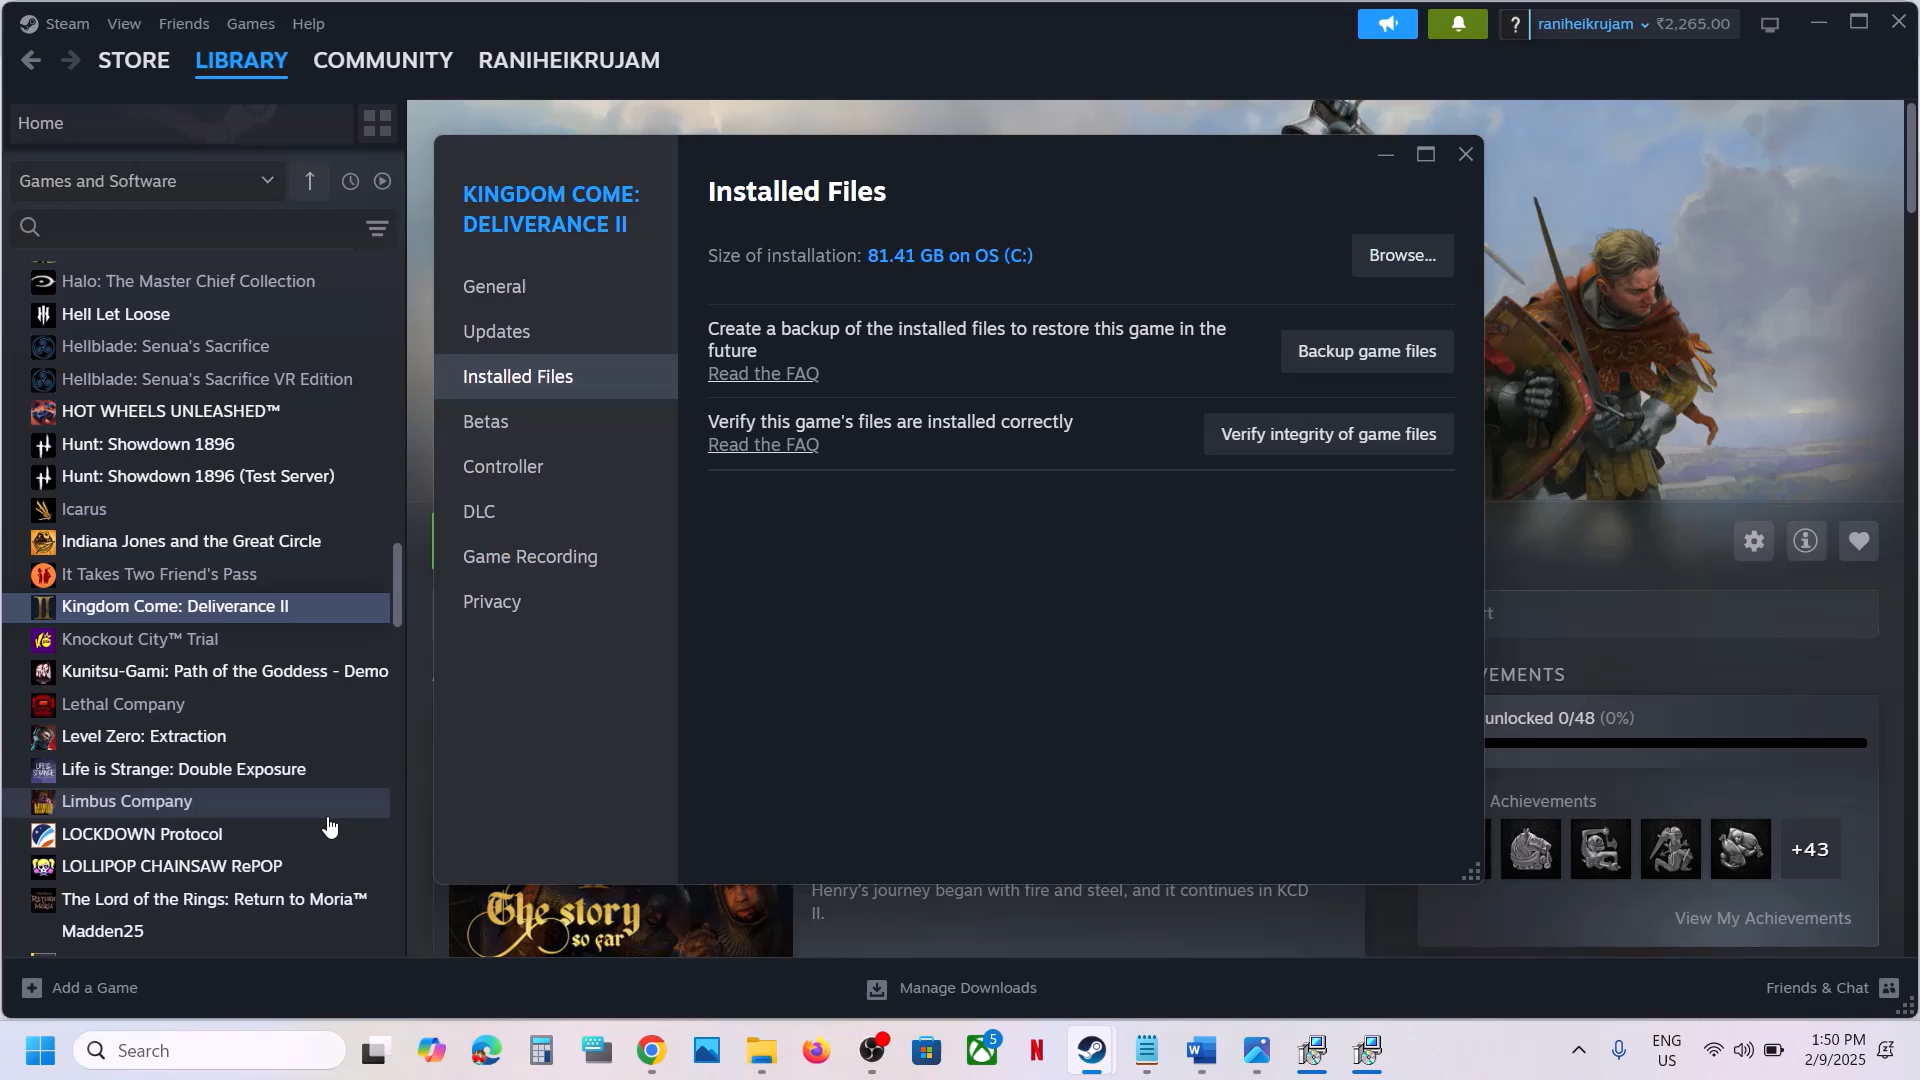 Steam View Friends Games Help
? raniheikrujam ₹2,265.00
STORE LIBRARY COMMUNITY RANIHEIKRUJAM
Home
Games and Software
Halo: The Master Chief Collection
Hell Let Loose
Hellblade: Senua's Sacrifice
Hellblade: Senua's Sacrifice VR Edition
HOT WHEELS UNLEASHED™
Hunt: Showdown 1896
Hunt: Showdown 1896 (Test Server)
Icarus
Indiana Jones and the Great Circle
It Takes Two Friend's Pass
Kingdom Come: Deliverance II
Knockout City™ Trial
Kunitsu-Gami: Path of the Goddess - Demo
Lethal Company
Level Zero: Extraction
Life is Strange: Double Exposure
Limbus Company
LOCKDOWN Protocol
LOLLIPOP CHAINSAW RePOP
The Lord of the Rings: Return to Moria™
Madden25
KINGDOM COME:
DELIVERANCE II
General
Updates
Installed Files
Betas
Controller
DLC
Game Recording
Privacy
Installed Files
Size of installation: 81.41 GB on OS (C:)
Browse...
Create a backup of the installed files to restore this game in the
future
Read the FAQ
Backup game files
Verify this game's files are installed correctly
Read the FAQ
Verify integrity of game files
rt
VEMENTS
unlocked 0/48 (0%)
Achievements
+43
View My Achievements
The story
so far
Henry's journey began with fire and steel, and it continues in KCD
II.
Add a Game
Manage Downloads
Friends & Chat
Search
5
ENG
US
1:50 PM
2/9/2025